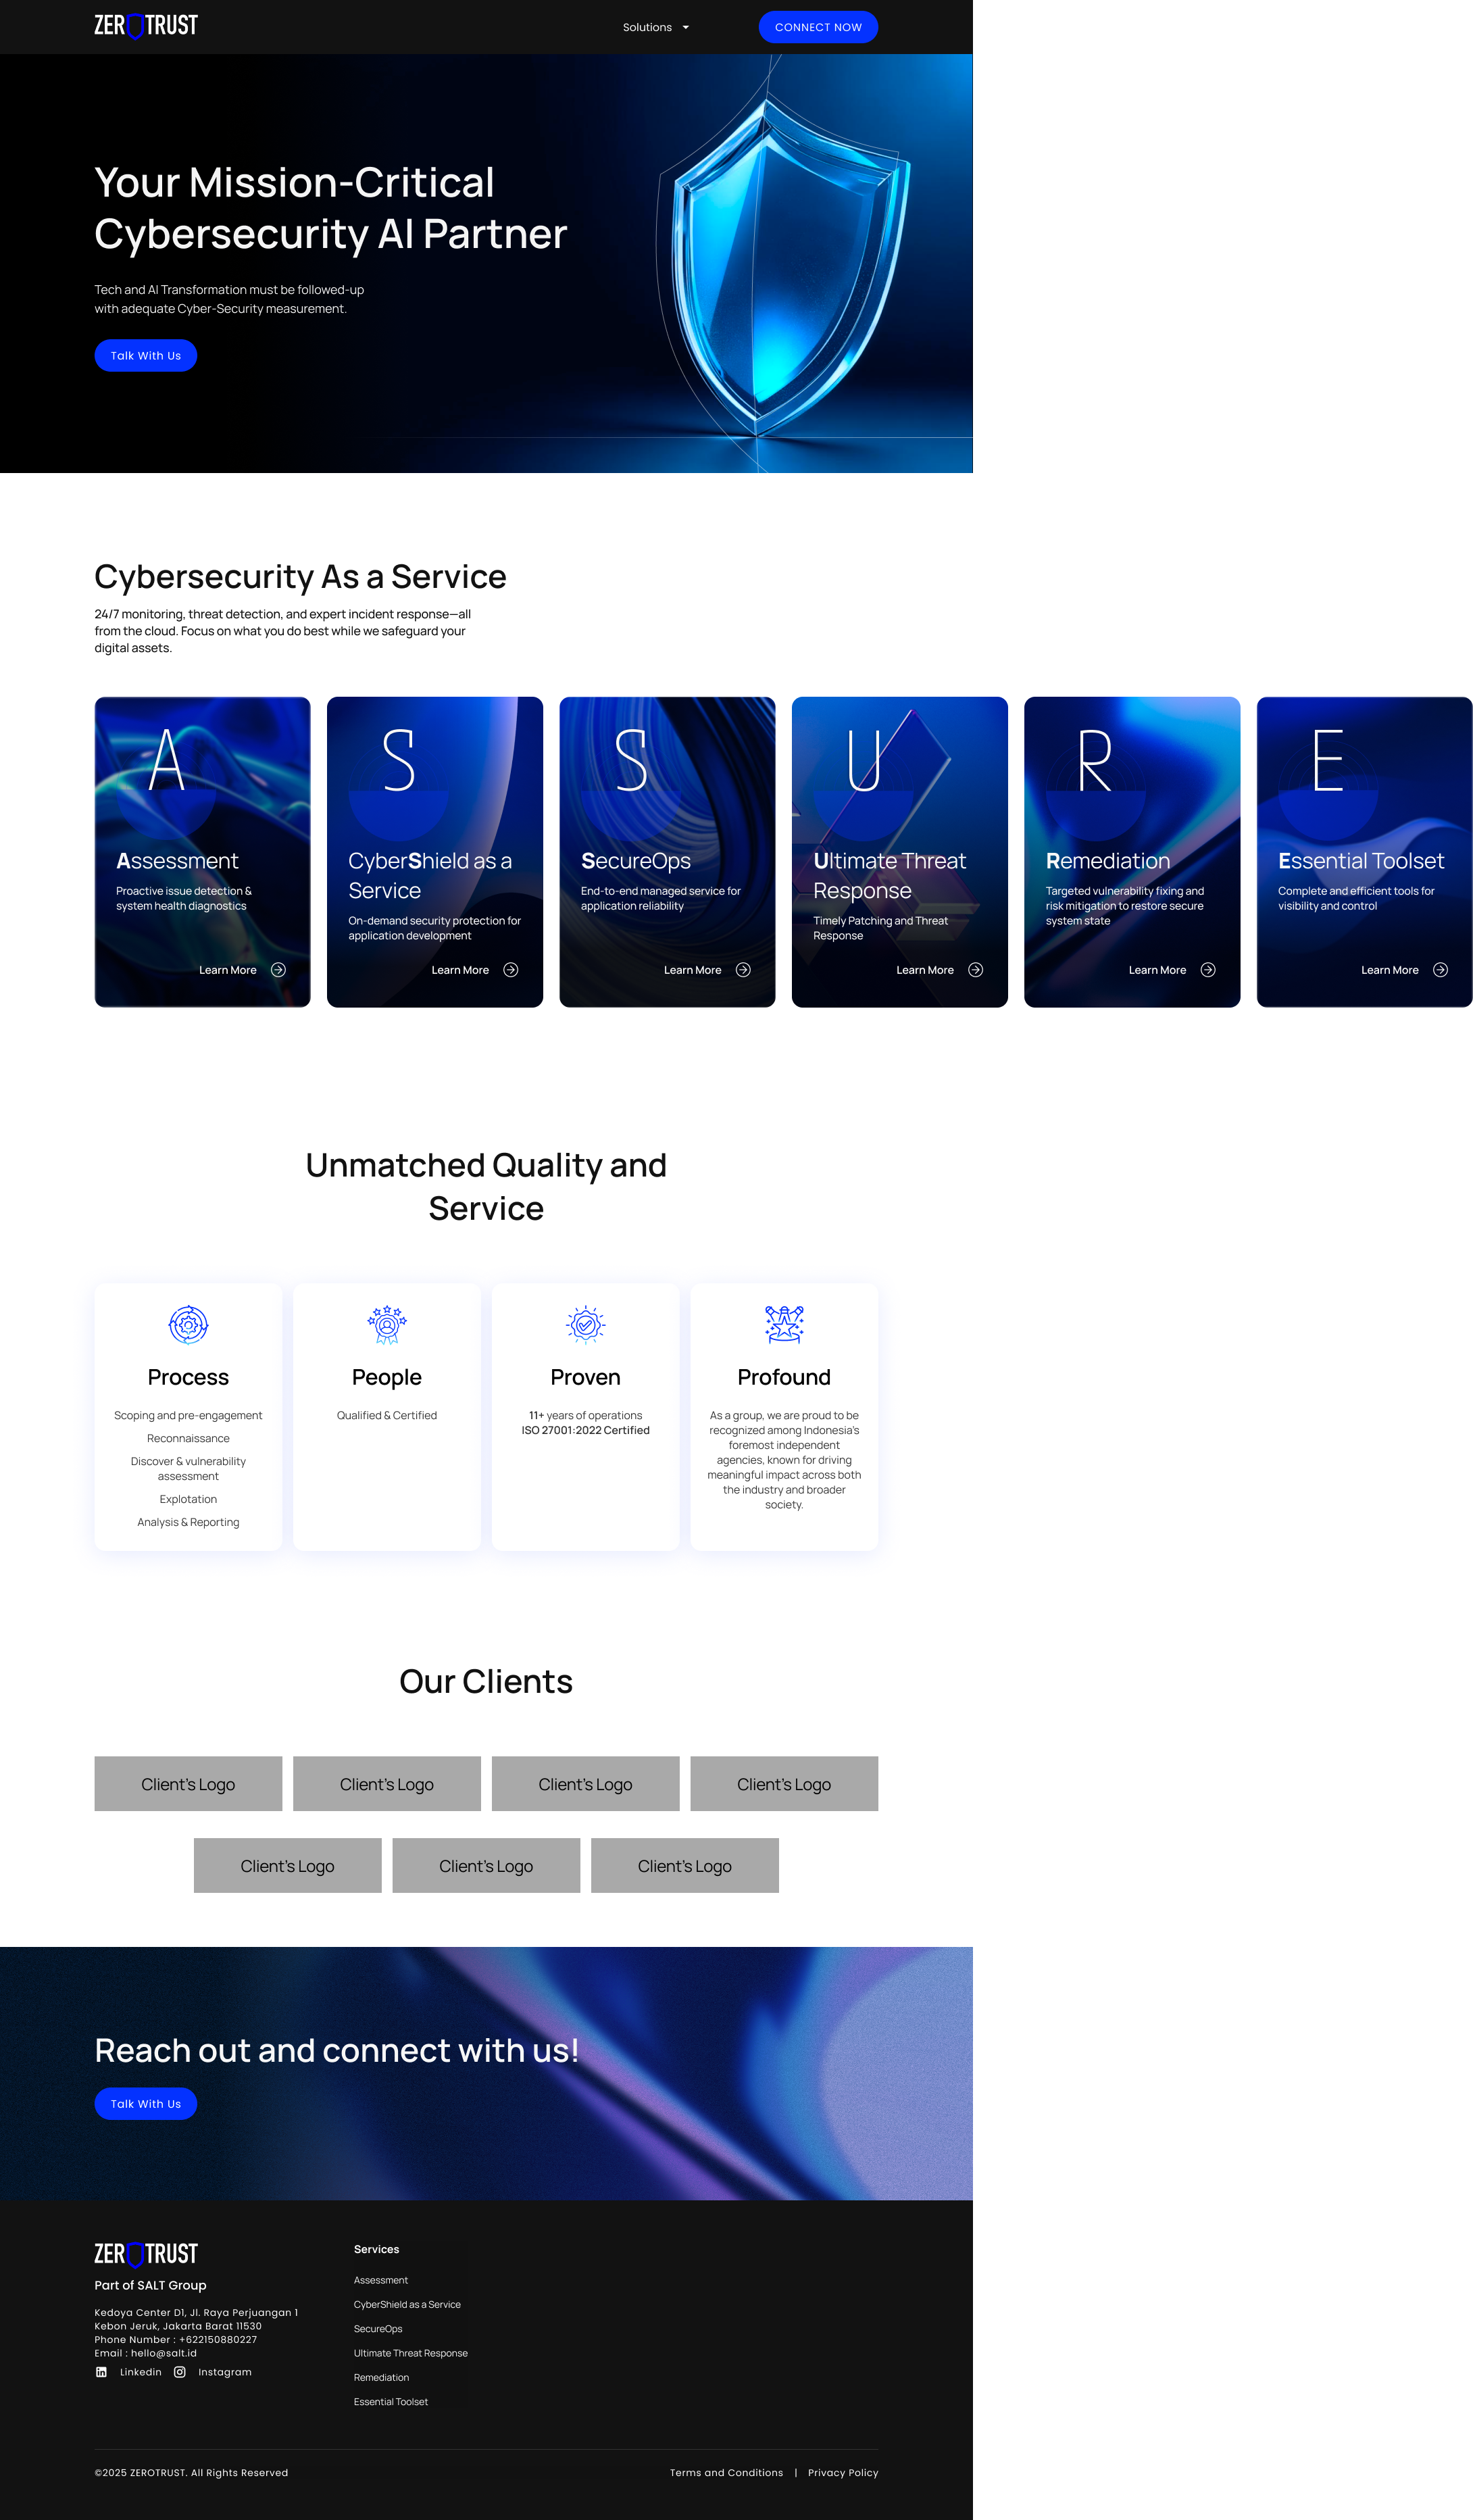 ZEROTRUST
Solutions
CONNECT NOW
Your Mission-Critical
Cybersecurity AI Partner
Tech and AI Transformation must be followed-up
with adequate Cyber-Security measurement.
Talk With Us
Cybersecurity As a Service
24/7 monitoring, threat detection, and expert incident response—all
from the cloud. Focus on what you do best while we safeguard your
digital assets.
A
Assessment
Proactive issue detection &
system health diagnostics
Learn More
S
CyberShield as a
Service
On-demand security protection for
application development
Learn More
S
SecureOps
End-to-end managed service for
application reliability
Learn More
U
Ultimate Threat
Response
Timely Patching and Threat
Response
Learn More
R
Remediation
Targeted vulnerability fixing and
risk mitigation to restore secure
system state
Learn More
E
Essential Toolset
Complete and efficient tools for
visibility and control
Learn More
Unmatched Quality and
Service
Process
Scoping and pre-engagement
Reconnaissance
Discover & vulnerability
assessment
Explotation
Analysis & Reporting
People
Qualified & Certified
Proven
11+ years of operations
ISO 27001:2022 Certified
Profound
As a group, we are proud to be
recognized among Indonesia's
foremost independent
agencies, known for driving
meaningful impact across both
the industry and broader
society.
Our Clients
Client's Logo
Client's Logo
Client's Logo
Client's Logo
Client's Logo
Client's Logo
Client's Logo
Reach out and connect with us!
Talk With Us
ZEROTRUST
Part of SALT Group
Kedoya Center D1, Jl. Raya Perjuangan 1
Kebon Jeruk, Jakarta Barat 11530
Phone Number : +622150880227
Email : hello@salt.id
Linkedin
Instagram
Services
Assessment
CyberShield as a Service
SecureOps
Ultimate Threat Response
Remediation
Essential Toolset
©2025 ZEROTRUST. All Rights Reserved
Terms and Conditions | Privacy Policy